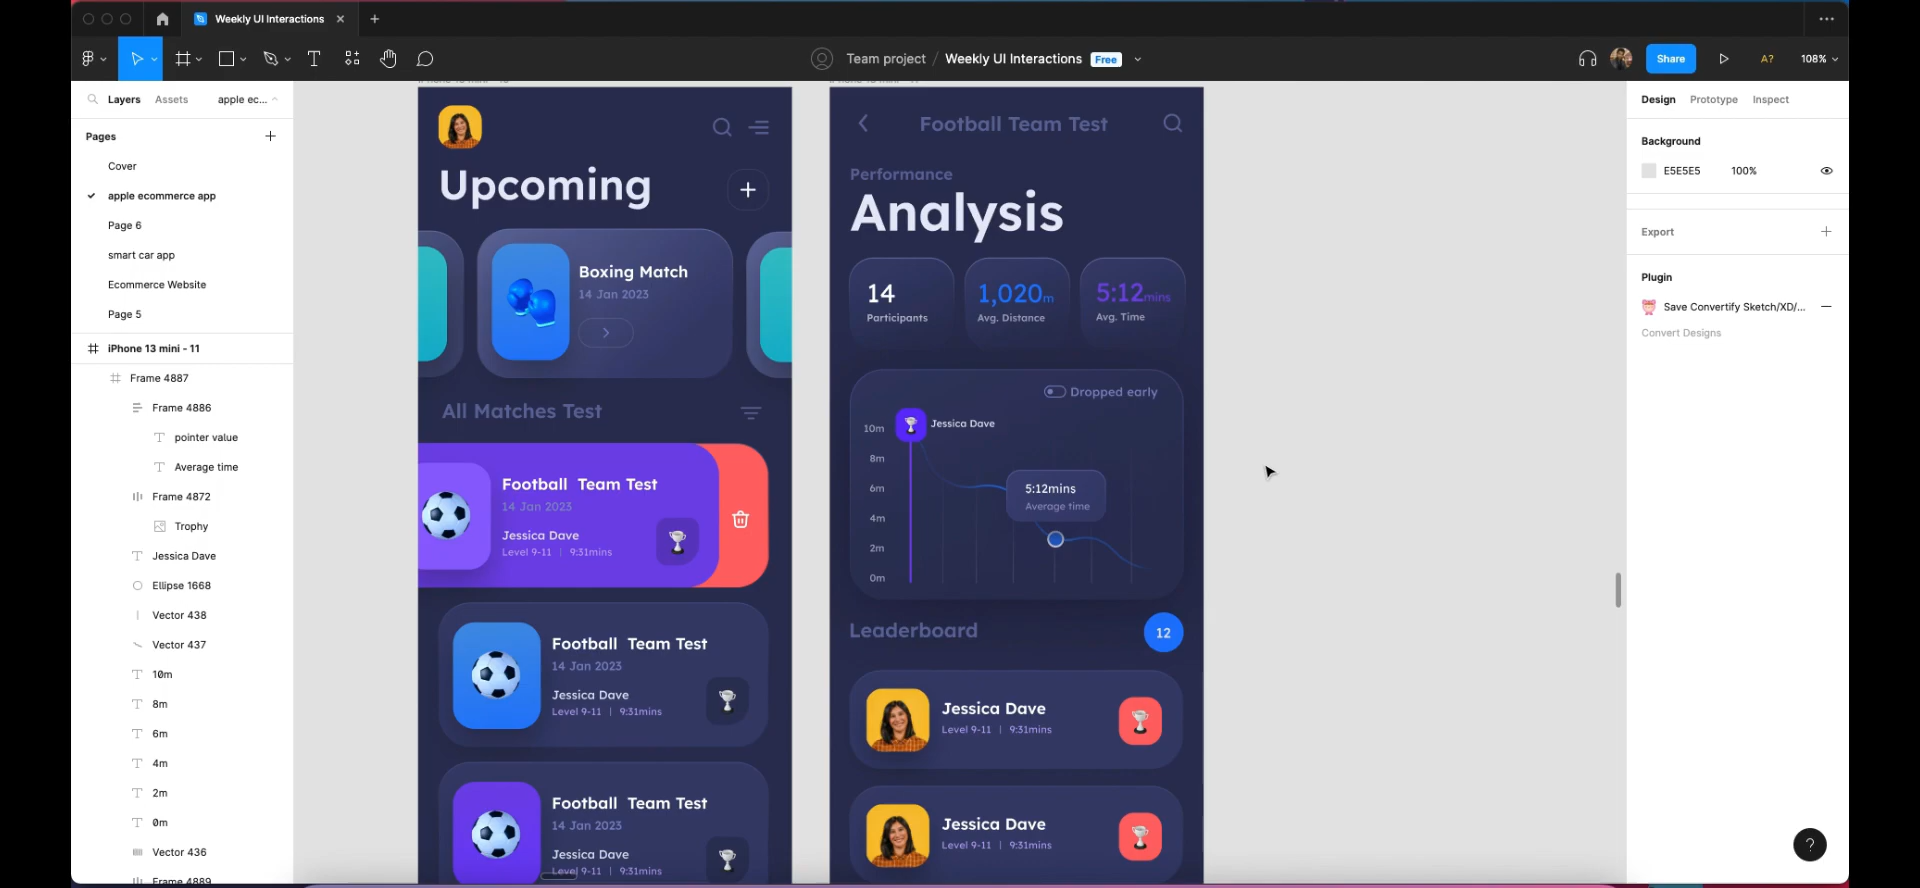 Weekly UI Interactions
Team project / Weekly UI Interactions Free
Share
A?
108%
Layers Assets apple ec...
Pages
Cover
apple ecommerce app
Page 6
smart car app
Ecommerce Website
Page 5
iPhone 13 mini - 11
Frame 4887
Frame 4886
pointer value
Average time
Frame 4872
Trophy
Jessica Dave
Ellipse 1668
Vector 438
Vector 437
10m
8m
6m
4m
2m
0m
Vector 436
Frame 4889
Upcoming
Boxing Match
14 Jan 2023
All Matches Test
Football Team Test
14 Jan 2023
Jessica Dave
Level 9-11 | 9:31mins
Football Team Test
14 Jan 2023
Jessica Dave
Level 9-11 | 9:31mins
Football Team Test
14 Jan 2023
Jessica Dave
Level 9-11 | 9:31mins
Football Team Test
Performance
Analysis
14
Participants
1,020m
Avg. Distance
5:12mins
Avg. Time
Dropped early
Jessica Dave
10m
8m
6m
4m
2m
0m
5:12mins
Average time
Leaderboard
12
Jessica Dave
Level 9-11 | 9:31mins
Jessica Dave
Level 9-11 | 9:31mins
Design Prototype Inspect
Background
E5E5E5 100%
Export
Plugin
Save Convertify Sketch/XD/...
Convert Designs
?